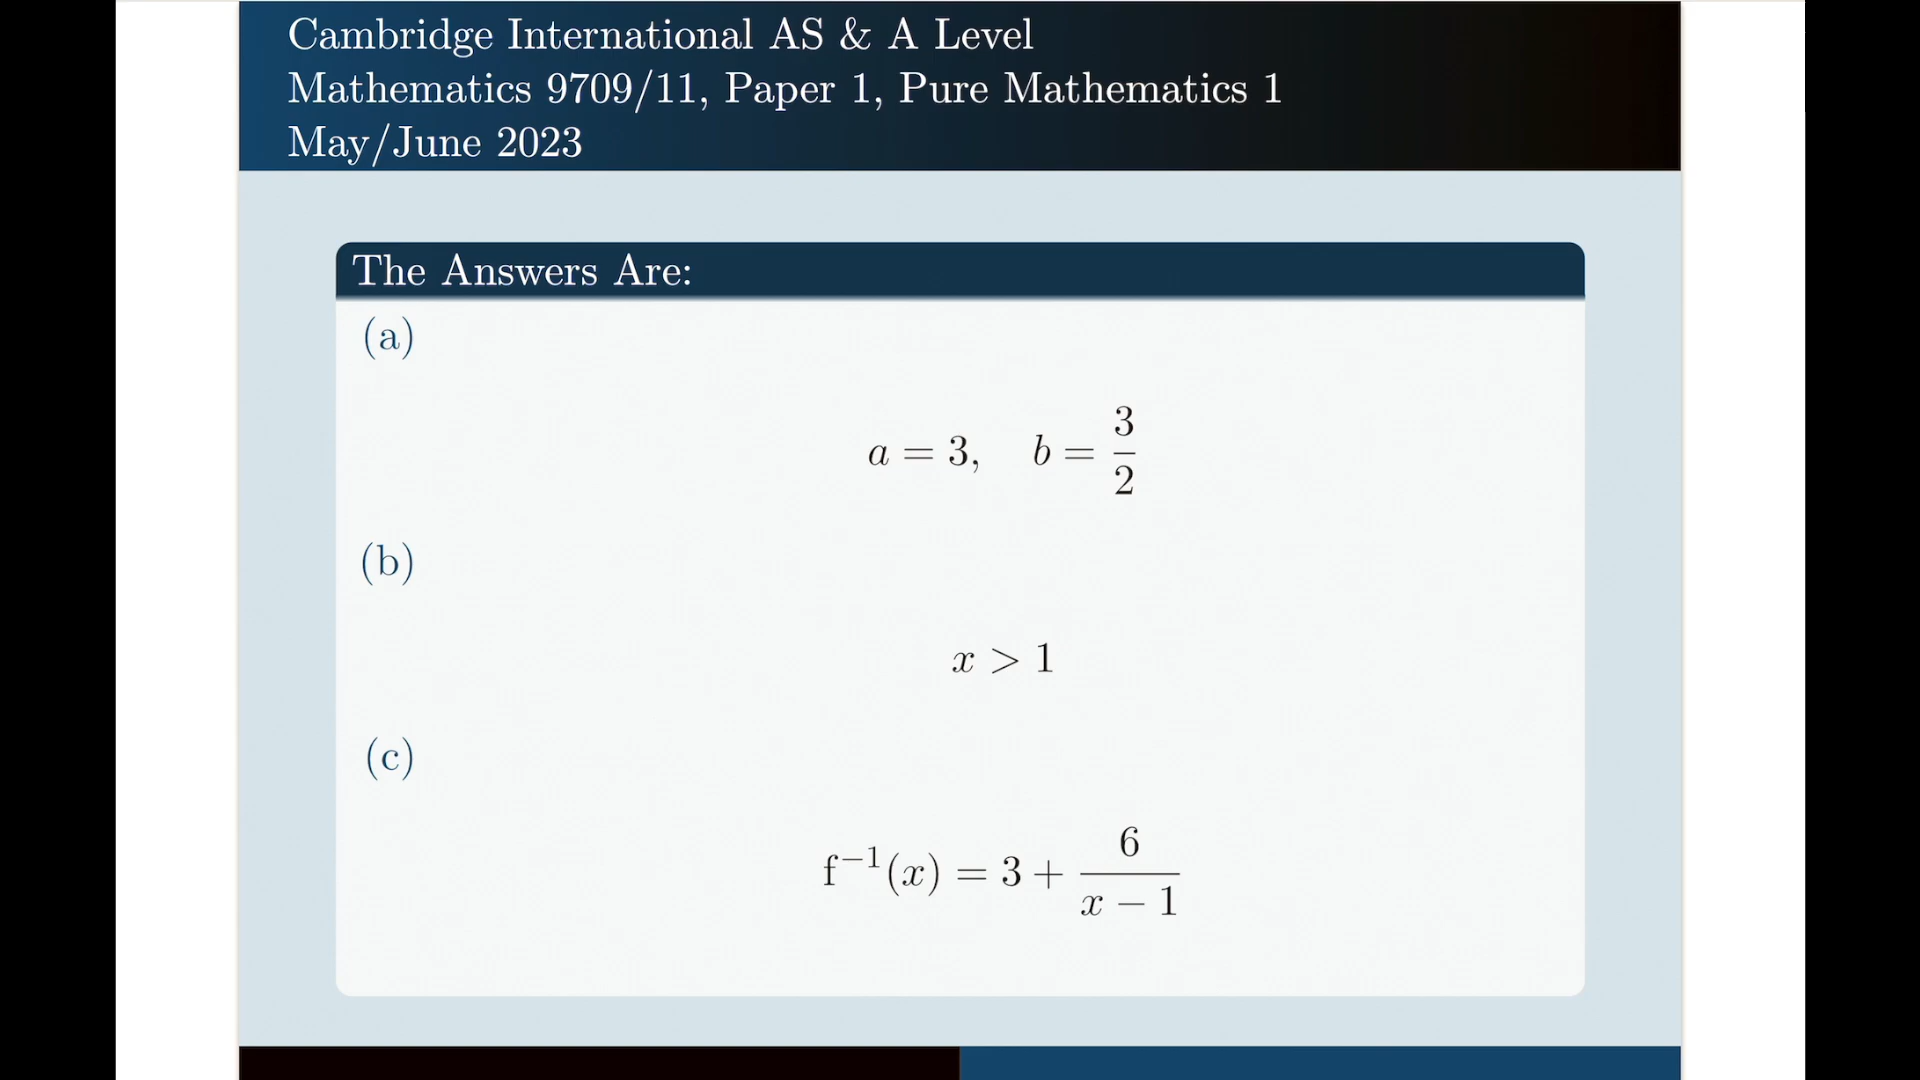 Cambridge International AS & A Level
Mathematics 9709/11, Paper 1, Pure Mathematics 1
May/June 2023
The Answers Are:
(a)
a = 3, b = 3/2
(b)
x > 1
(c)
f⁻¹(x) = 3 + 6/(x − 1)